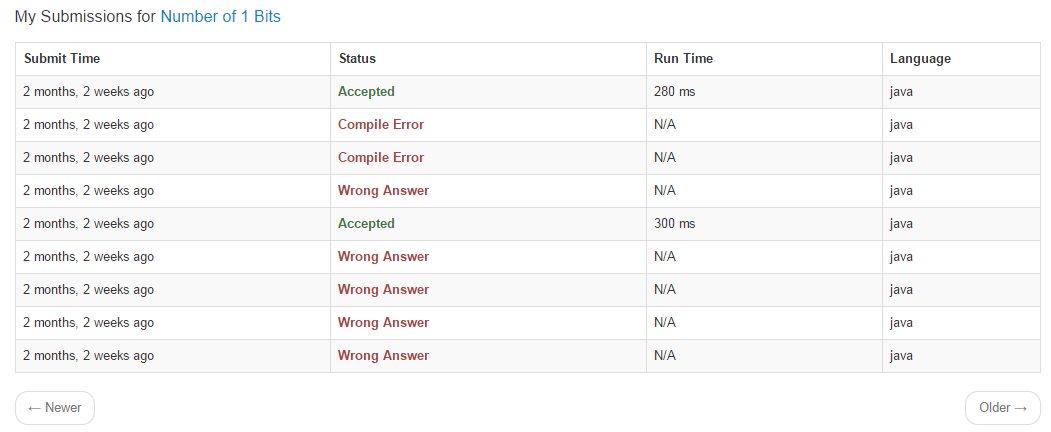 My Submissions for Number of 1 Bits
Submit Time Status Run Time Language
2 months, 2 weeks ago Accepted 280 ms java
2 months, 2 weeks ago Compile Error N/A java
2 months, 2 weeks ago Compile Error N/A java
2 months, 2 weeks ago Wrong Answer N/A java
2 months, 2 weeks ago Accepted 300 ms java
2 months, 2 weeks ago Wrong Answer N/A java
2 months, 2 weeks ago Wrong Answer N/A java
2 months, 2 weeks ago Wrong Answer N/A java
2 months, 2 weeks ago Wrong Answer N/A java
← Newer Older →